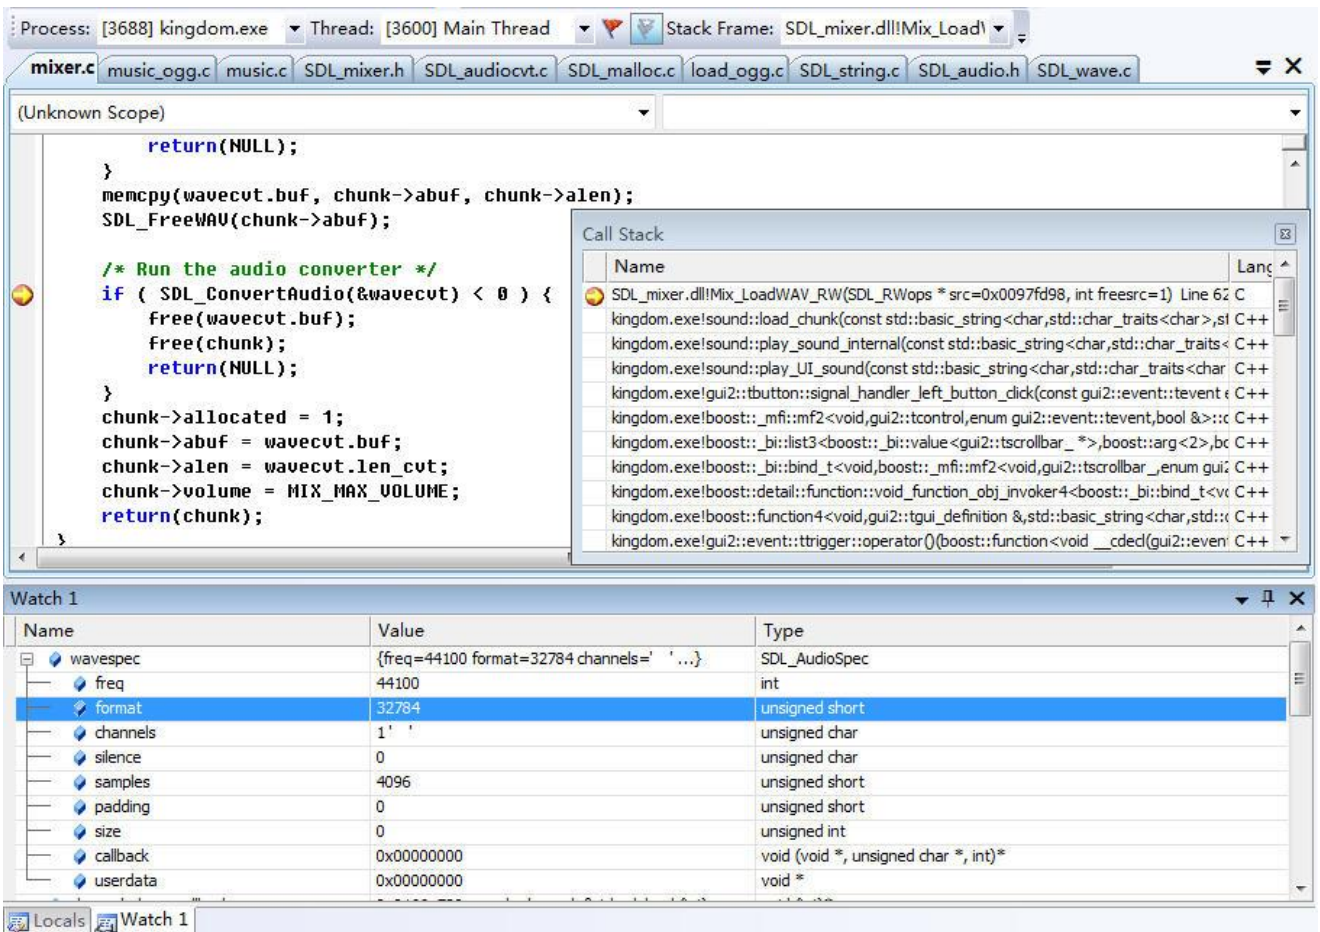 Process: [3688] kingdom.exe Thread: [3600] Main Thread Stack Frame: SDL_mixer.dll!Mix_Load
mixer.c music_ogg.c music.c SDL_mixer.h SDL_audiocvt.c SDL_malloc.c load_ogg.c SDL_string.c SDL_audio.h SDL_wave.c
(Unknown Scope)
return(NULL);
}
memcpy(wavecvt.buf, chunk->abuf, chunk->alen);
SDL_FreeWAV(chunk->abuf);
/* Run the audio converter */
if ( SDL_ConvertAudio(&wavecvt) < 0 ) {
free(wavecvt.buf);
free(chunk);
return(NULL);
}
chunk->allocated = 1;
chunk->abuf = wavecvt.buf;
chunk->alen = wavecvt.len_cvt;
chunk->volume = MIX_MAX_VOLUME;
return(chunk);
}
Call Stack
Name Lang
SDL_mixer.dll!Mix_LoadWAV_RW(SDL_RWops * src=0x0097fd98, int freesrc=1) Line 62 C
kingdom.exe!sound::load_chunk(const std::basic_string<char,std::char_traits<char>,st C++
kingdom.exe!sound::play_sound_internal(const std::basic_string<char,std::char_traits< C++
kingdom.exe!sound::play_UI_sound(const std::basic_string<char,std::char_traits<char C++
kingdom.exe!gui2::tbutton::signal_handler_left_button_click(const gui2::event::tevent C++
kingdom.exe!boost::_mfi::mf2<void,gui2::tcontrol,enum gui2::event::tevent,bool &>::c C++
kingdom.exe!boost::_bi::list3<boost::_bi::value<gui2::tscrollbar_ *>,boost::arg<2>,bo C++
kingdom.exe!boost::_bi::bind_t<void,boost::_mfi::mf2<void,gui2::tscrollbar_,enum gui2 C++
kingdom.exe!boost::detail::function::void_function_obj_invoker4<boost::_bi::bind_t<vo C++
kingdom.exe!boost::function4<void,gui2::tgui_definition &,std::basic_string<char,std::c C++
kingdom.exe!gui2::event::ttrigger::operator()(boost::function<void __cdecl(gui2::even C++
Watch 1
Name Value Type
wavespec {freq=44100 format=32784 channels=' ' ...} SDL_AudioSpec
freq 44100 int
format 32784 unsigned short
channels 1 ' ' unsigned char
silence 0 unsigned char
samples 4096 unsigned short
padding 0 unsigned short
size 0 unsigned int
callback 0x00000000 void (void *, unsigned char *, int)*
userdata 0x00000000 void *
Locals Watch 1